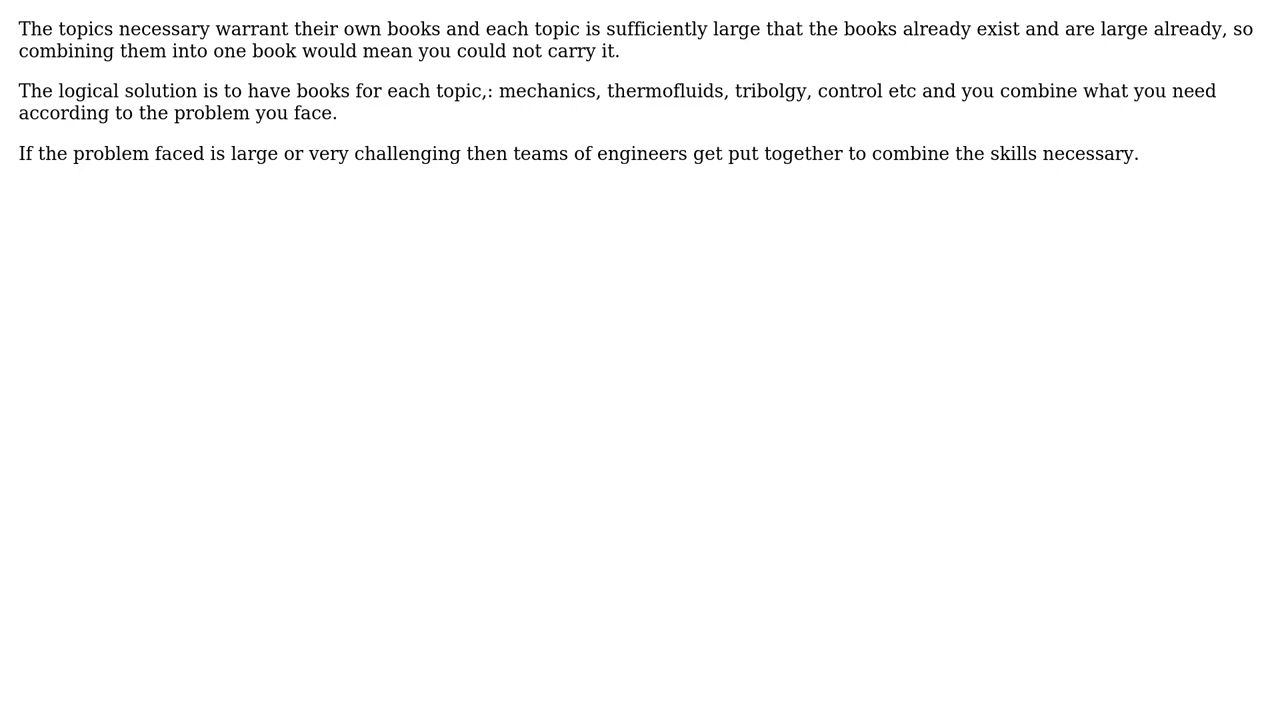 The topics necessary warrant their own books and each topic is sufficiently large that the books already exist and are large already, so
combining them into one book would mean you could not carry it.
The logical solution is to have books for each topic,: mechanics, thermofluids, tribolgy, control etc and you combine what you need
according to the problem you face.
If the problem faced is large or very challenging then teams of engineers get put together to combine the skills necessary.